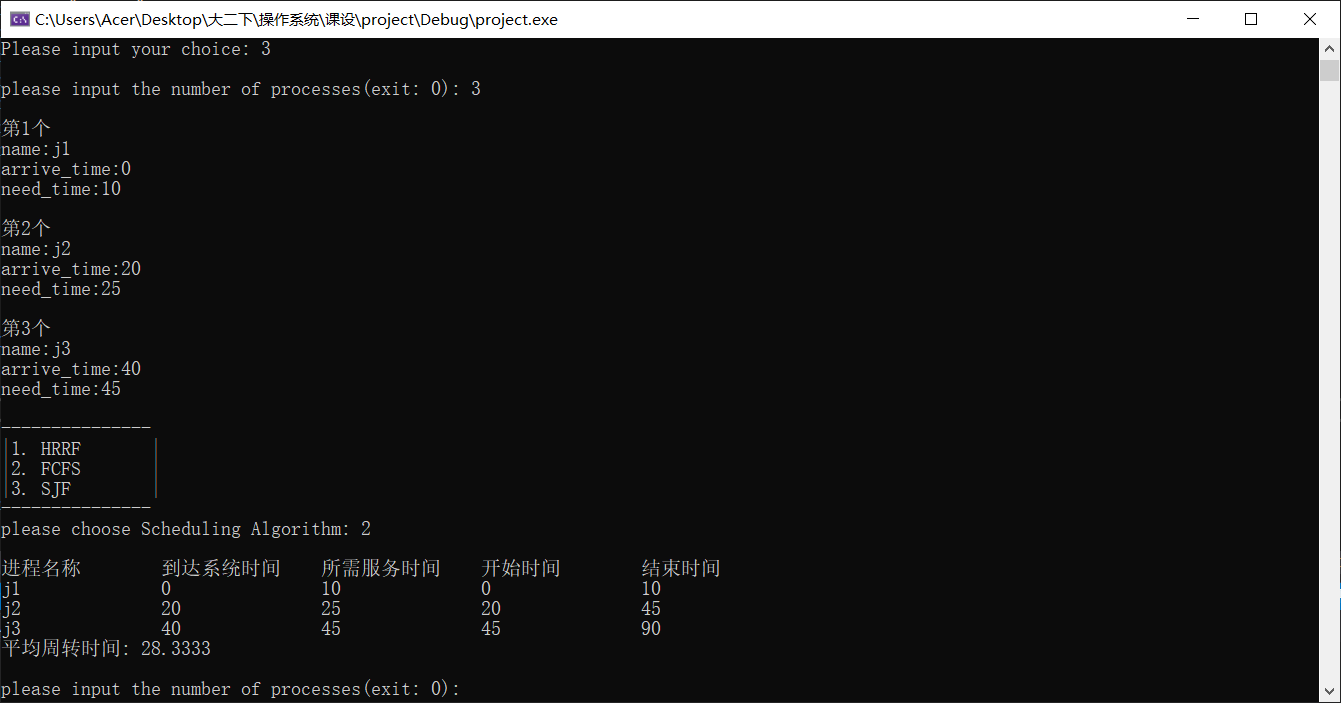 C:\Users\Acer\Desktop\大二下\操作系统\课设\project\Debug\project.exe
Please input your choice: 3
please input the number of processes(exit: 0): 3
第1个
name:j1
arrive_time:0
need_time:10
第2个
name:j2
arrive_time:20
need_time:25
第3个
name:j3
arrive_time:40
need_time:45
---------------
|1. HRRF |
|2. FCFS |
|3. SJF |
---------------
please choose Scheduling Algorithm: 2
进程名称 到达系统时间 所需服务时间 开始时间 结束时间
j1 0 10 0 10
j2 20 25 20 45
j3 40 45 45 90
平均周转时间: 28.3333
please input the number of processes(exit: 0):